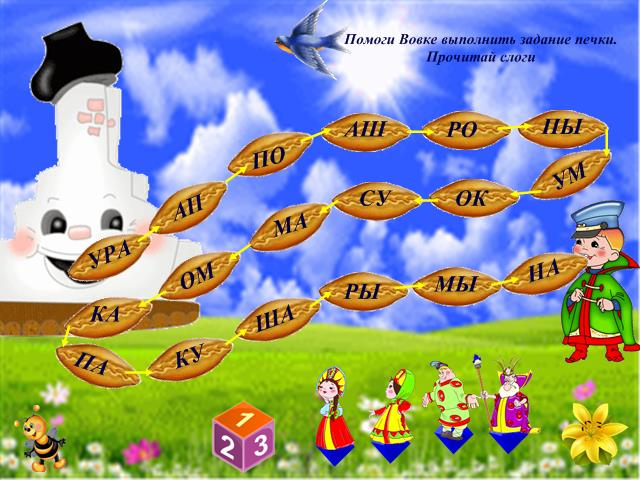 Помоги Вовке выполнить задание печки.
Прочитай слоги
УРА
АП
ПО
АШ
РО
ПЫ
УМ
ОК
СУ
МА
ОМ
КА
ПА
КУ
ША
РЫ
МЫ
НА
1
2 3